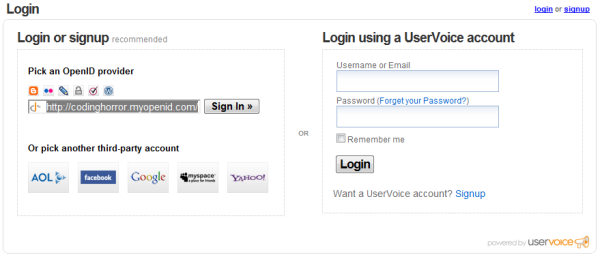 Login
login or signup
Login or signup recommended
Pick an OpenID provider
http://codinghorror.myopenid.com/ Sign In »
Or pick another third-party account
AOL facebook Google myspace a place for friends YAHOO!
OR
Login using a UserVoice account
Username or Email
Password (Forget your Password?)
Remember me
Login
Want a UserVoice account? Signup
powered by uservoice